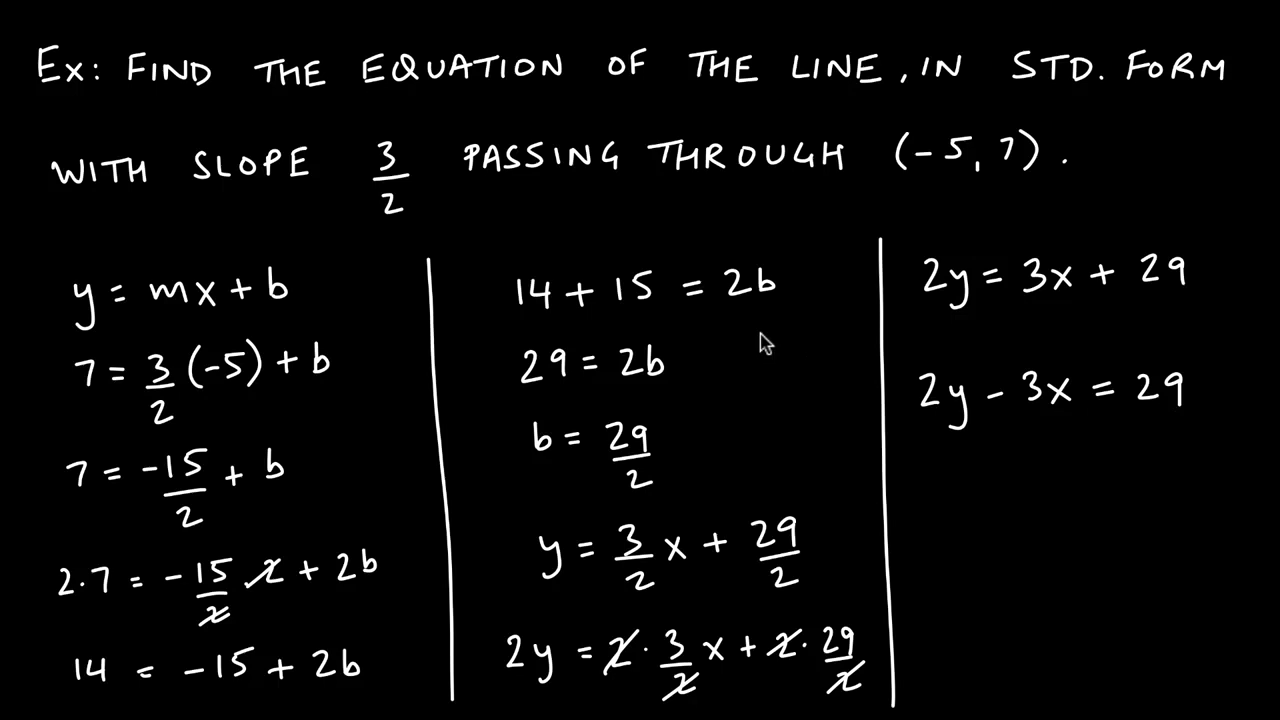 Ex: FIND THE EQUATION OF THE LINE, IN STD. FORM
WITH SLOPE 3/2 PASSING THROUGH (-5, 7).
y = mx + b
7 = 3/2 (-5) + b
7 = -15/2 + b
2·7 = -15/2 · 2 + 2b
14 = -15 + 2b
14 + 15 = 2b
29 = 2b
b = 29/2
y = 3/2 x + 29/2
2y = 2 · 3/2 x + 2 · 29/2
2y = 3x + 29
2y - 3x = 29